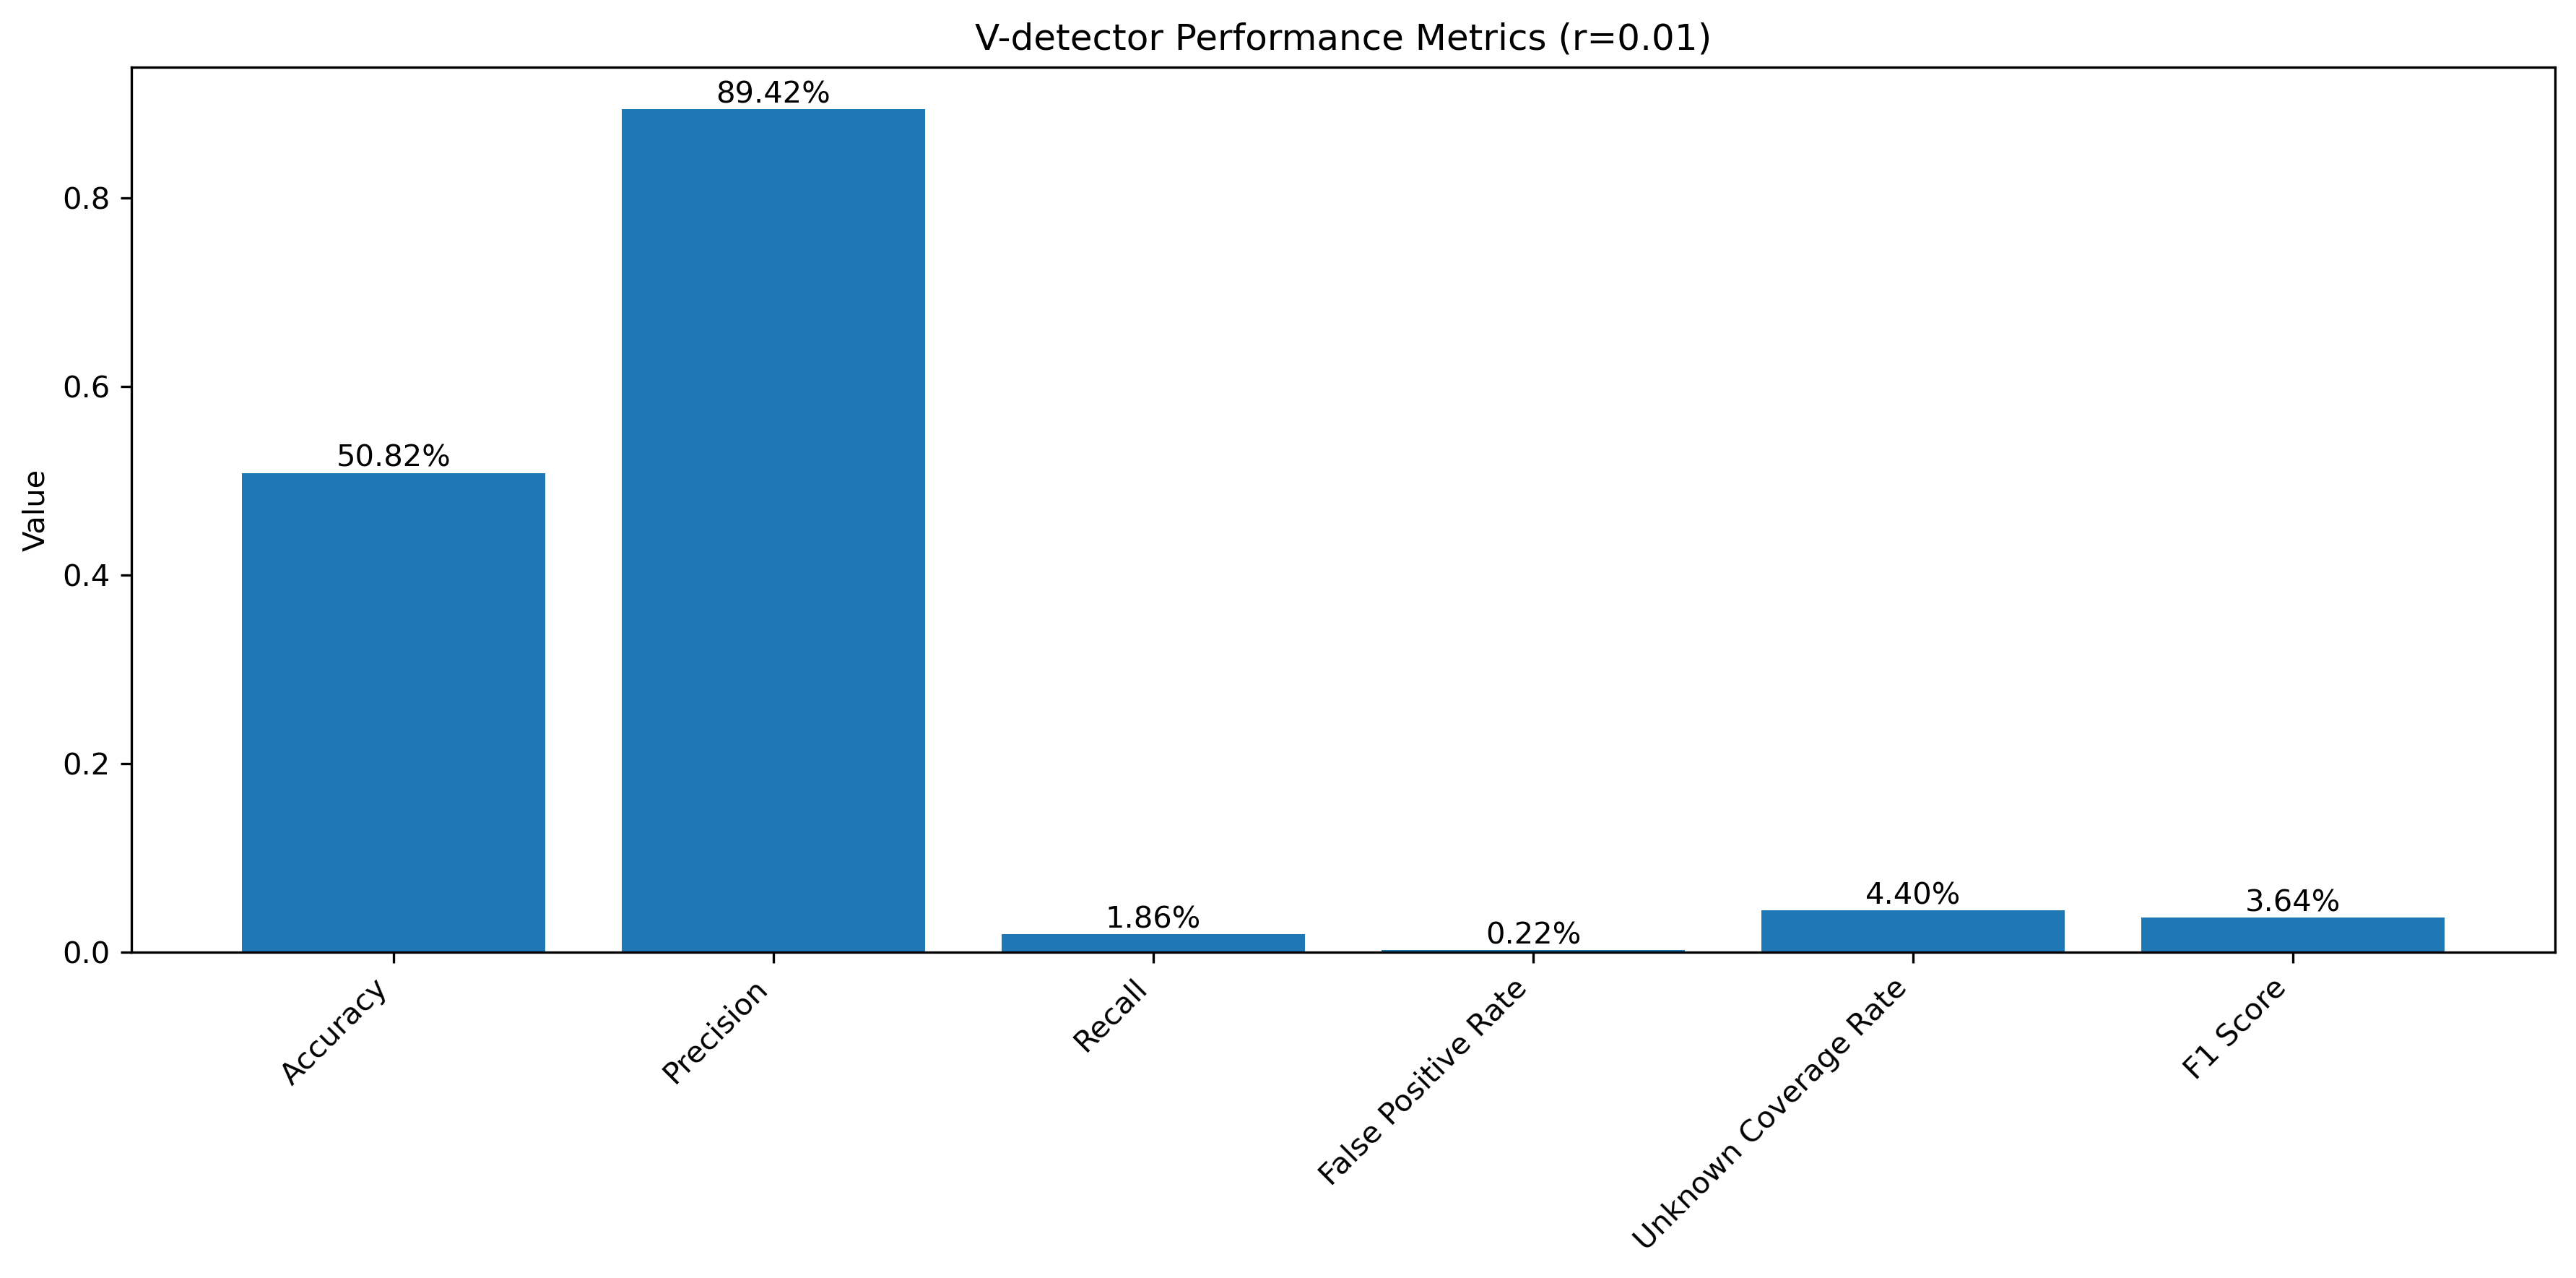 V-detector Performance Metrics (r=0.01)
Value
0.8
0.6
0.4
0.2
0.0
50.82%
89.42%
1.86%
0.22%
4.40%
3.64%
Accuracy
Precision
Recall
False Positive Rate
Unknown Coverage Rate
F1 Score